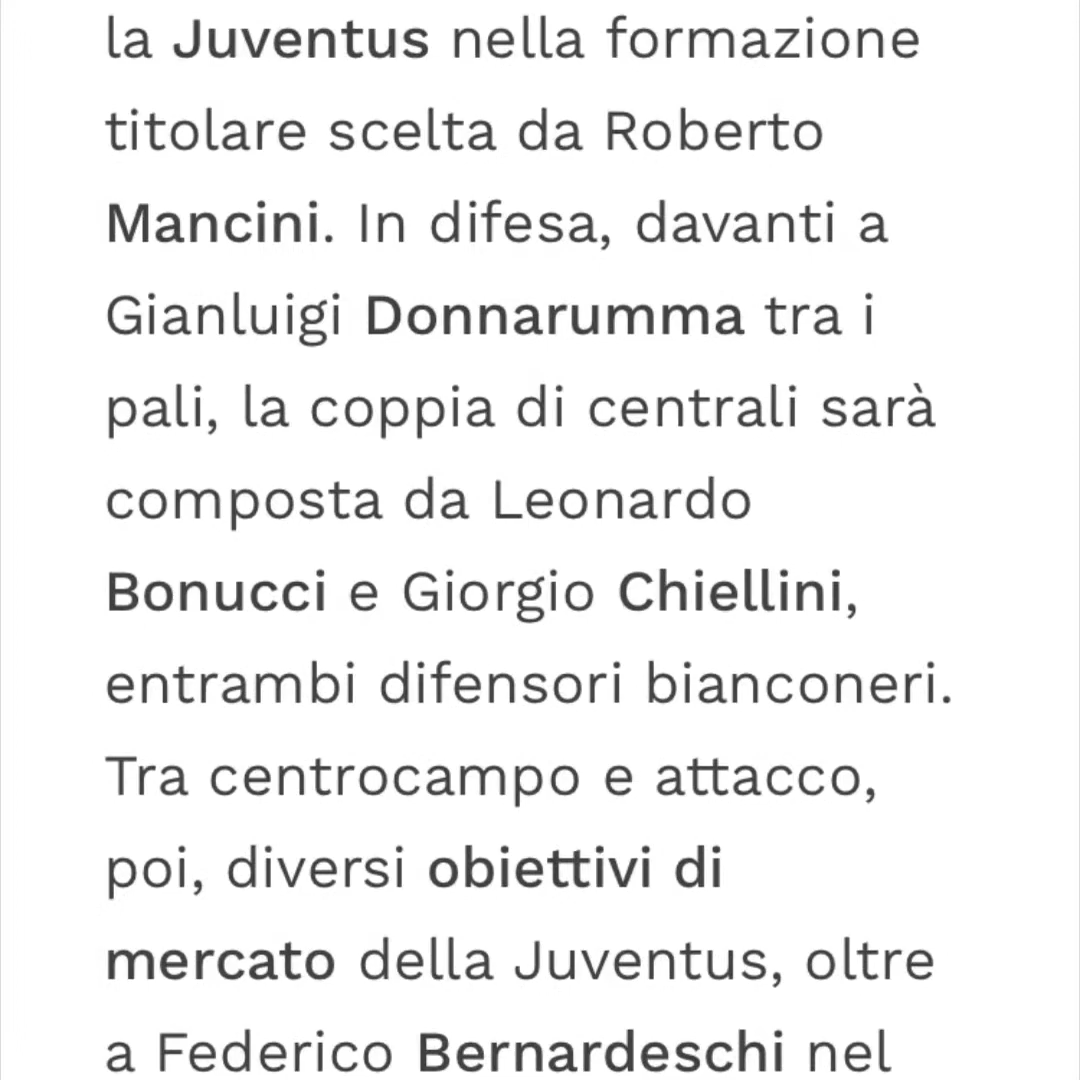 la Juventus nella formazione
titolare scelta da Roberto
Mancini. In difesa, davanti a
Gianluigi Donnarumma tra i
pali, la coppia di centrali sarà
composta da Leonardo
Bonucci e Giorgio Chiellini,
entrambi difensori bianconeri.
Tra centrocampo e attacco,
poi, diversi obiettivi di
mercato della Juventus, oltre
a Federico Bernardeschi nel